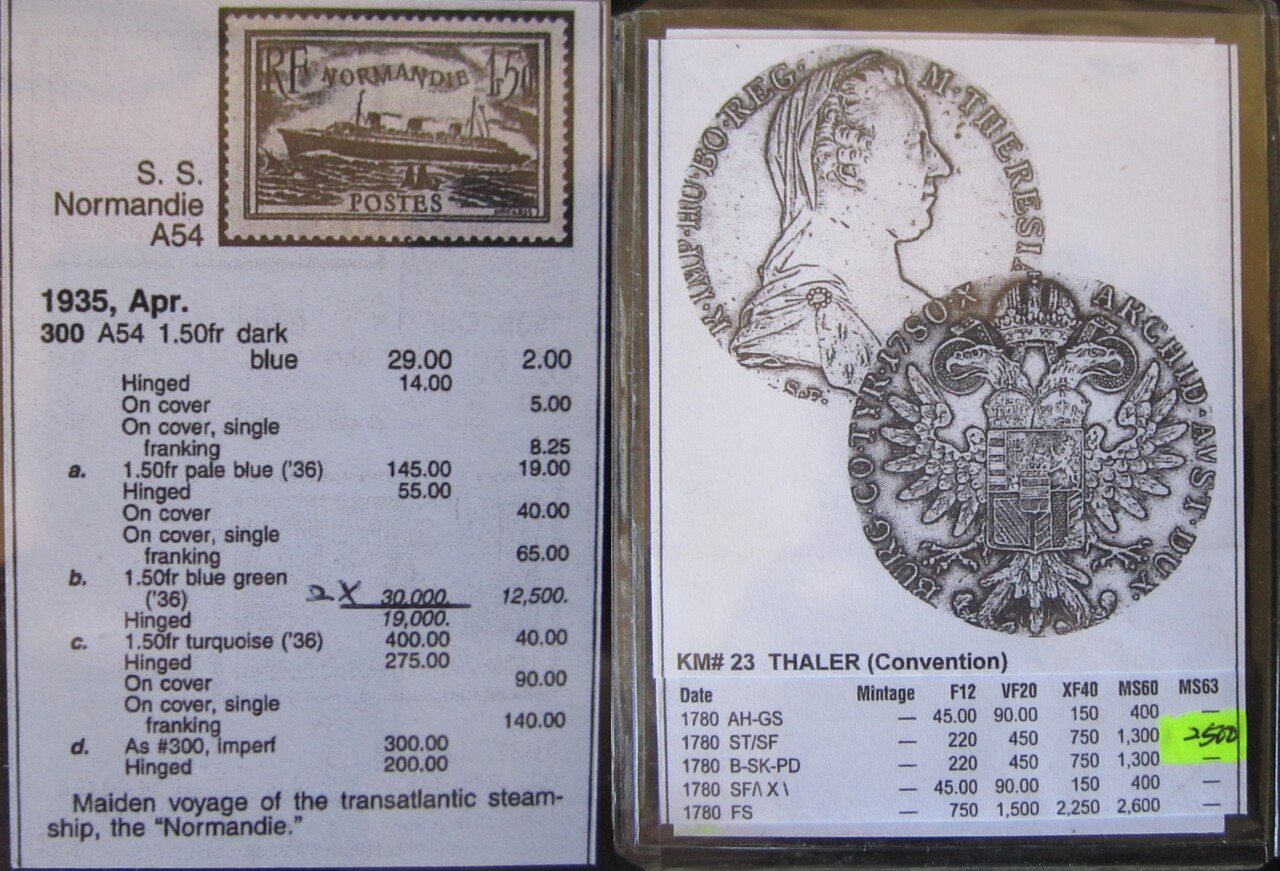 RF NORMANDIE 1f50
POSTES
S. S.
Normandie
A54
1935, Apr.
300 A54 1.50fr dark
blue 29.00 2.00
Hinged 14.00
On cover 5.00
On cover, single
franking 8.25
a. 1.50fr pale blue ('36) 145.00 19.00
Hinged 55.00
On cover 40.00
On cover, single
franking 65.00
b. 1.50fr blue green
('36) 2X 30,000. 12,500.
Hinged 19,000.
c. 1.50fr turquoise ('36) 400.00 40.00
Hinged 275.00
On cover 90.00
On cover, single
franking 140.00
d. As #300, imperf 300.00
Hinged 200.00
Maiden voyage of the transatlantic steam-
ship, the “Normandie.”
R·IMP·HU·BO·REG· M·THERESIA
S.F.
BURG·CO·TYR·1780·X ARCHID·AVST·DUX·
KM# 23 THALER (Convention)
Date Mintage F12 VF20 XF40 MS60 MS63
1780 AH-GS — 45.00 90.00 150 400 —
1780 ST/SF — 220 450 750 1,300 2500
1780 B-SK-PD — 220 450 750 1,300 —
1780 SF/\ X \ — 45.00 90.00 150 400 —
1780 FS — 750 1,500 2,250 2,600 —